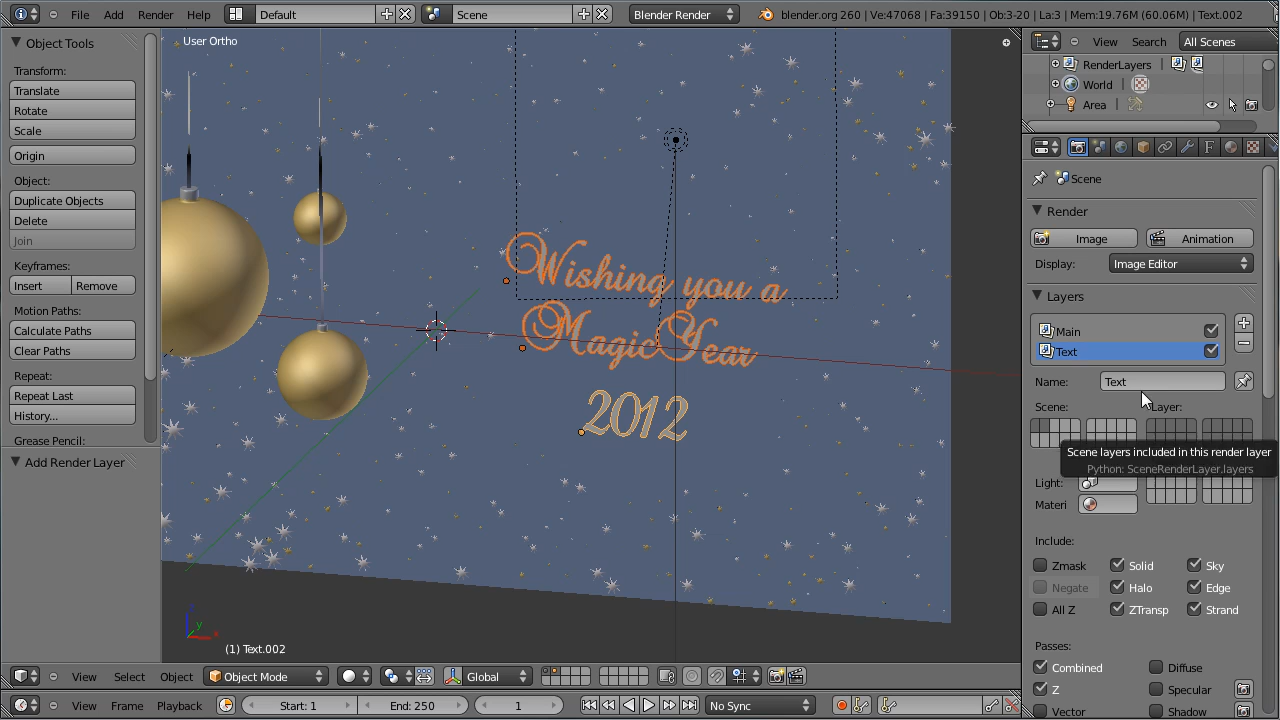 File Add Render Help Default Scene Blender Render blender.org 260 | Ve:47068 | Fa:39150 | Ob:3-20 | La:3 | Mem:19.76M (60.06M) | Text.002
Object Tools
Transform:
Translate
Rotate
Scale
Origin
Object:
Duplicate Objects
Delete
Join
Keyframes:
Insert Remove
Motion Paths:
Calculate Paths
Clear Paths
Repeat:
Repeat Last
History...
Grease Pencil:
Add Render Layer
User Ortho
Wishing you a
Magic Year
2012
z
y
x
(1) Text.002
View Search All Scenes
RenderLayers
World
Area
Scene
Render
Image Animation
Display: Image Editor
Layers
Main
Text
Name: Text
Scene: Layer:
Scene layers included in this render layer
Python: SceneRenderLayer.layers
Light:
Materi
Include:
Zmask Solid Sky
Negate Halo Edge
All Z ZTransp Strand
Passes:
Combined Diffuse
Z Specular
Vector Shadow
View Select Object Object Mode Global
View Frame Playback Start: 1 End: 250 1 No Sync